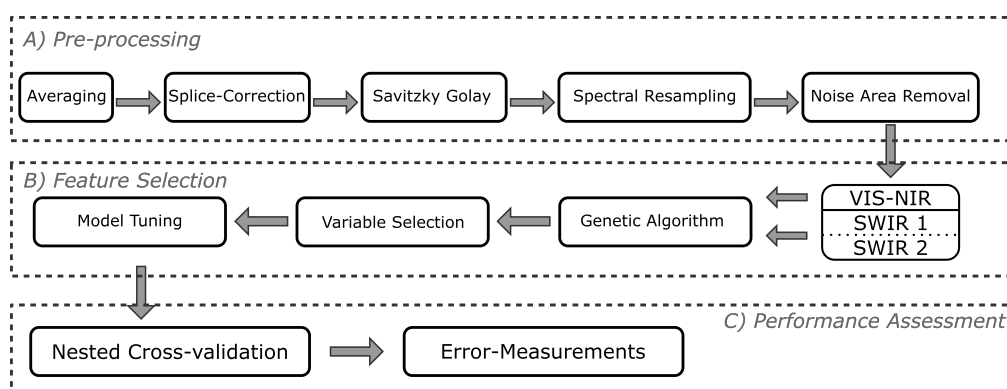 A) Pre-processing
Averaging
Splice-Correction
Savitzky Golay
Spectral Resampling
Noise Area Removal
B) Feature Selection
VIS-NIR
SWIR 1
SWIR 2
Genetic Algorithm
Variable Selection
Model Tuning
C) Performance Assessment
Nested Cross-validation
Error-Measurements